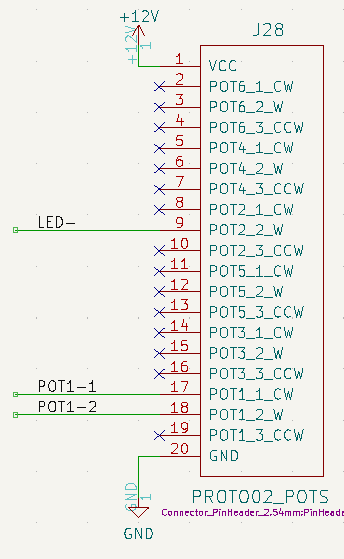 +12V
J28
+12V
1
1 VCC
2 POT6_1_CW
3 POT6_2_W
4 POT6_3_CCW
5 POT4_1_CW
6 POT4_2_W
7 POT4_3_CCW
8 POT2_1_CW
LED- 9 POT2_2_W
10 POT2_3_CCW
11 POT5_1_CW
12 POT5_2_W
13 POT5_3_CCW
14 POT3_1_CW
15 POT3_2_W
16 POT3_3_CCW
POT1-1 17 POT1_1_CW
POT1-2 18 POT1_2_W
19 POT1_3_CCW
20 GND
GND
1
PROTO02_POTS
Connector_PinHeader_2.54mm:PinHeade
GND